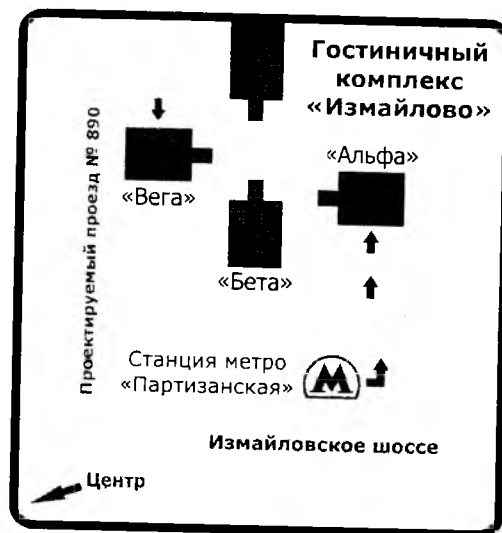 Гостиничный
комплекс
«Измайлово»
Проектируемый проезд № 890
«Вега»
«Альфа»
«Бета»
Станция метро
«Партизанская»
М
Измайловское шоссе
Центр